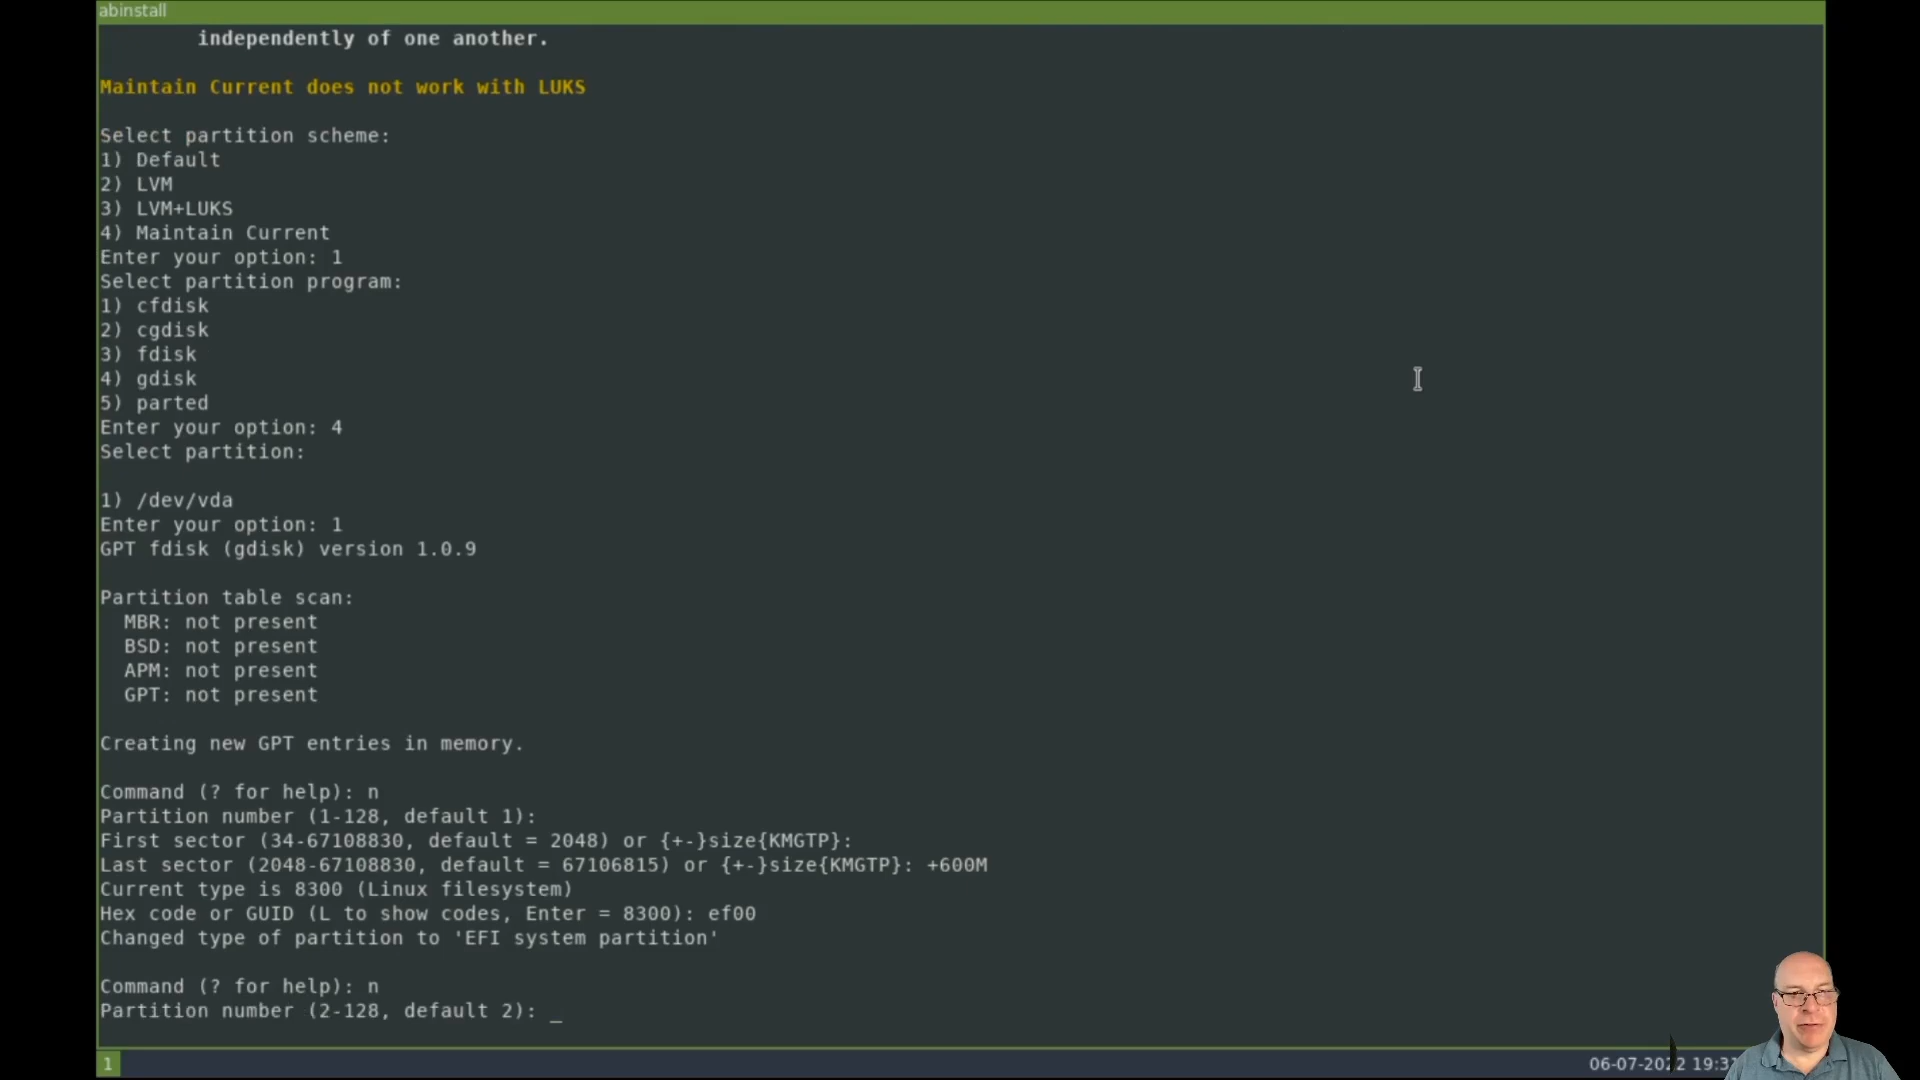 abinstall
independently of one another.
Maintain Current does not work with LUKS
Select partition scheme:
1) Default
2) LVM
3) LVM+LUKS
4) Maintain Current
Enter your option: 1
Select partition program:
1) cfdisk
2) cgdisk
3) fdisk
4) gdisk
5) parted
Enter your option: 4
Select partition:
1) /dev/vda
Enter your option: 1
GPT fdisk (gdisk) version 1.0.9
Partition table scan:
MBR: not present
BSD: not present
APM: not present
GPT: not present
Creating new GPT entries in memory.
Command (? for help): n
Partition number (1-128, default 1):
First sector (34-67108830, default = 2048) or {+-}size{KMGTP}:
Last sector (2048-67108830, default = 67106815) or {+-}size{KMGTP}: +600M
Current type is 8300 (Linux filesystem)
Hex code or GUID (L to show codes, Enter = 8300): ef00
Changed type of partition to 'EFI system partition'
Command (? for help): n
Partition number (2-128, default 2): _
1
06-07-2022